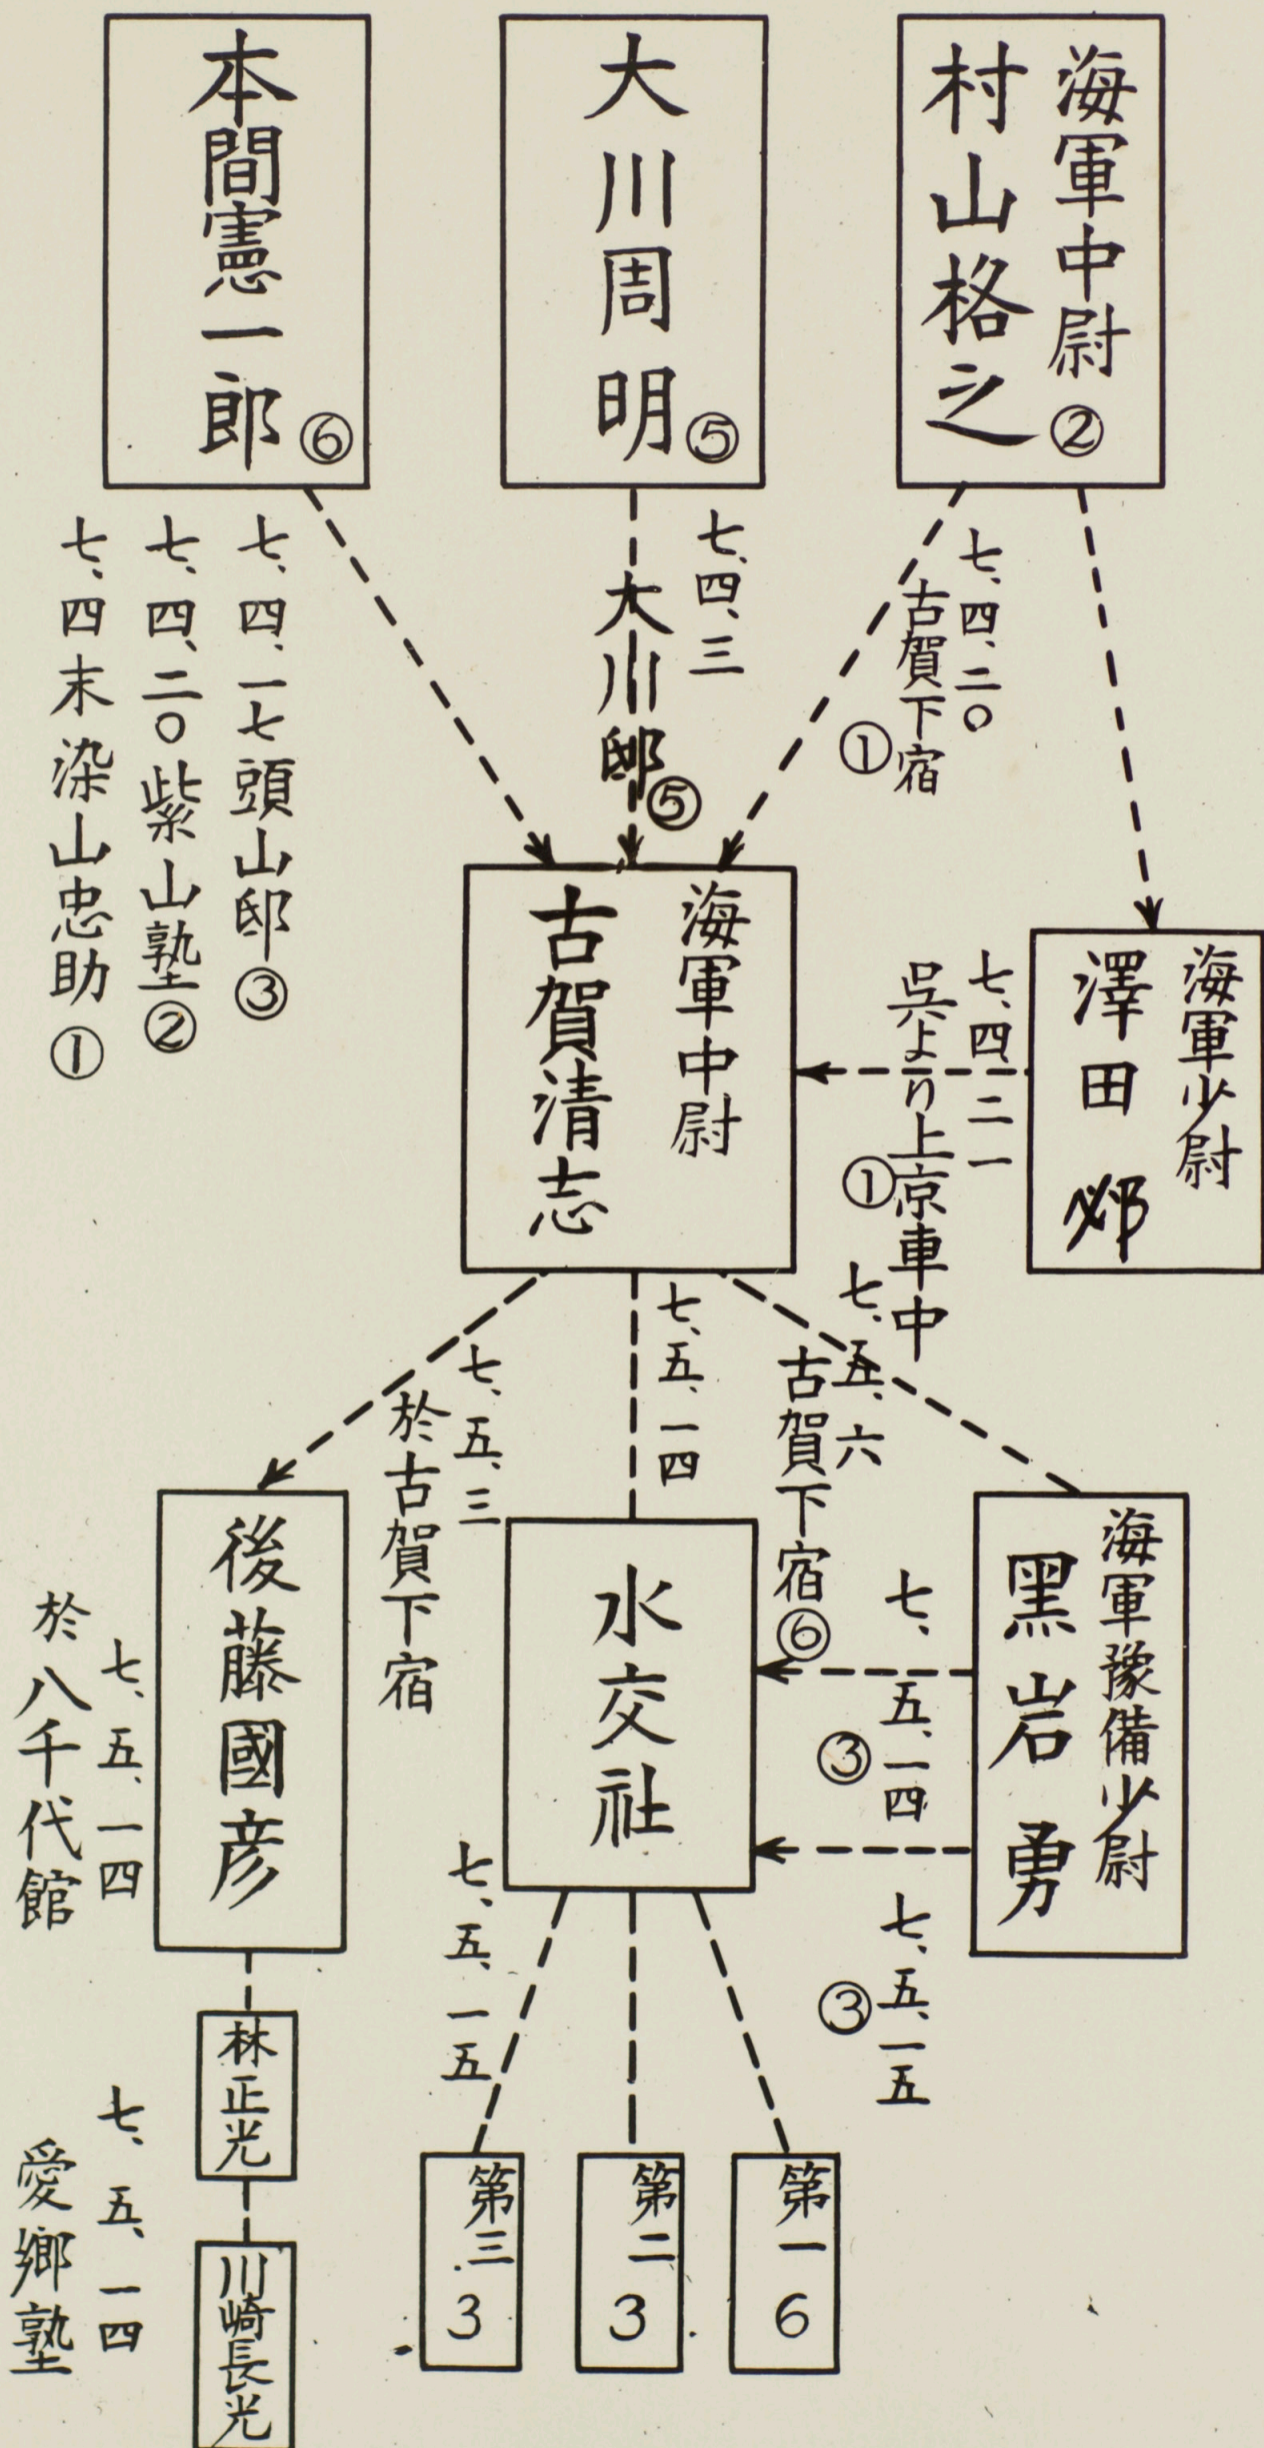 海軍中尉
村山格之
②
大川周明
⑤
本間憲一郎
⑥
七、四、二〇
古賀下宿
①
七、四、三
大川邸
⑤
七、四、一七頭山邸③
七、四、二〇紫山塾②
七、四末染山忠助①
海軍少尉
澤田 邲
七、四、二一
呉より上京車中
①
海軍中尉
古賀清志
七、五、六
古賀下宿⑥
七、五、一四
七、五、三
於古賀下宿
海軍豫備少尉
黑岩勇
七、五、一四
③
七、五、一五
③
水交社
七、五、一五
第一
6
第二
3
第三
3
後藤國彦
七、五、一四
於八千代館
林正光
七、五、一四
愛鄉塾
川崎長光